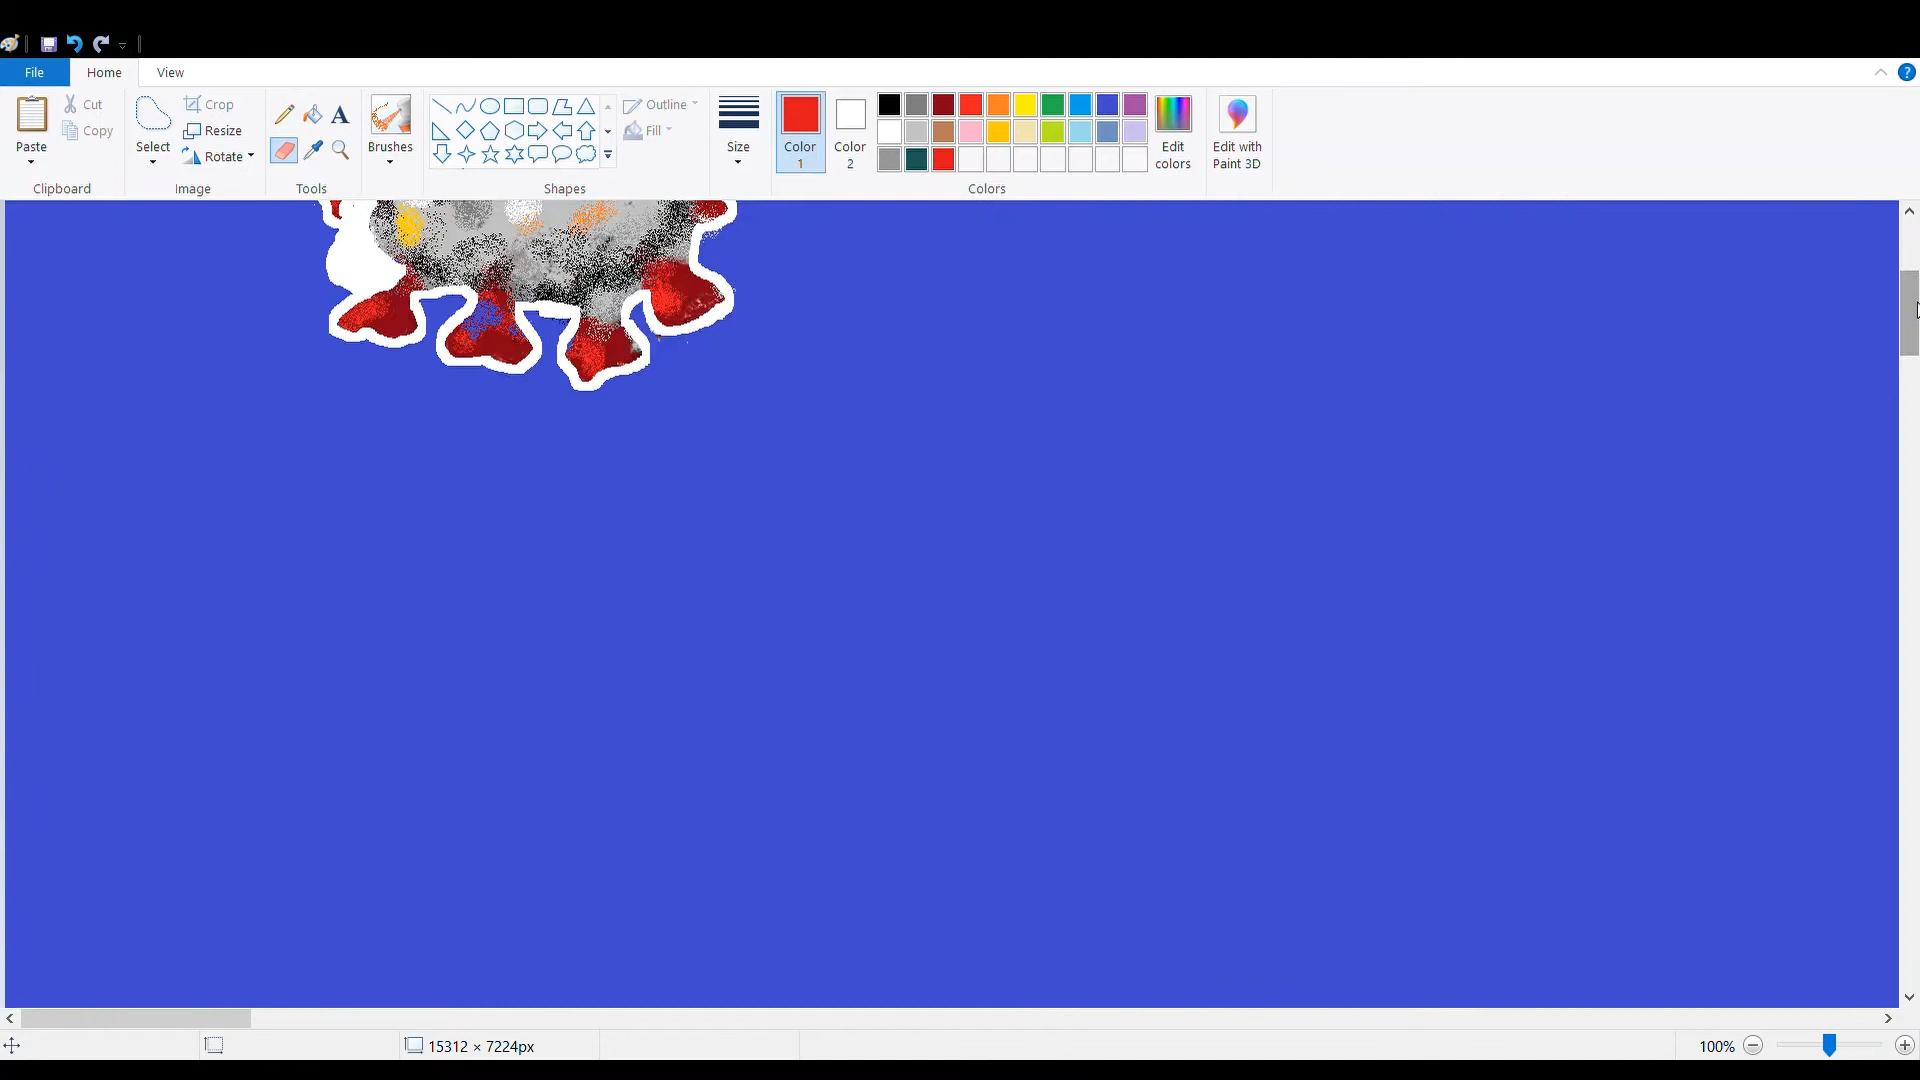 File Home View
Paste
Cut
Copy
Clipboard
Select
Crop
Resize
Rotate
Image
A
Tools
Brushes
Outline
Fill
Shapes
Size
Color
1
Color
2
Edit
colors
Colors
Edit with
Paint 3D
?
15312 × 7224px
100%